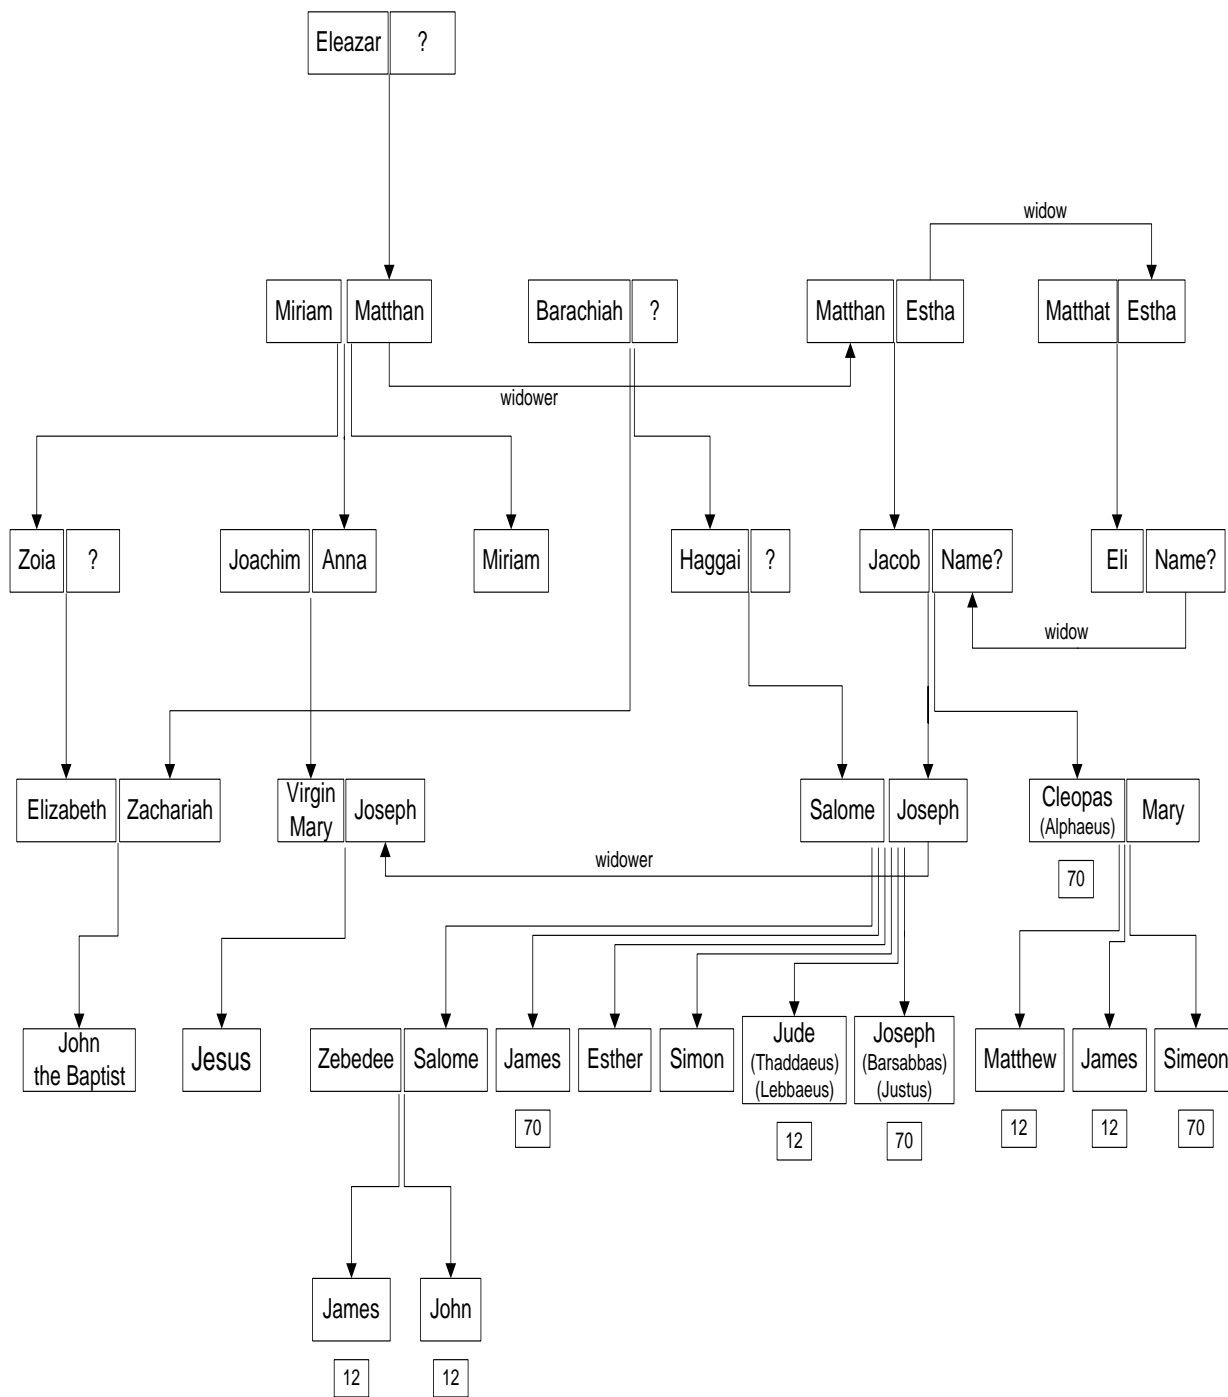 Eleazar
?
widow
Miriam
Matthan
Barachiah
?
Matthan
Estha
Matthat
Estha
widower
Zoia
?
Joachim
Anna
Miriam
Haggai
?
Jacob
Name?
Eli
Name?
widow
Elizabeth
Zachariah
Virgin
Mary
Joseph
Salome
Joseph
Cleopas
(Alphaeus)
Mary
widower
70
John
the Baptist
Jesus
Zebedee
Salome
James
Esther
Simon
Jude
(Thaddaeus)
(Lebbaeus)
Joseph
(Barsabbas)
(Justus)
Matthew
James
Simeon
70
12
70
12
12
70
James
John
12
12